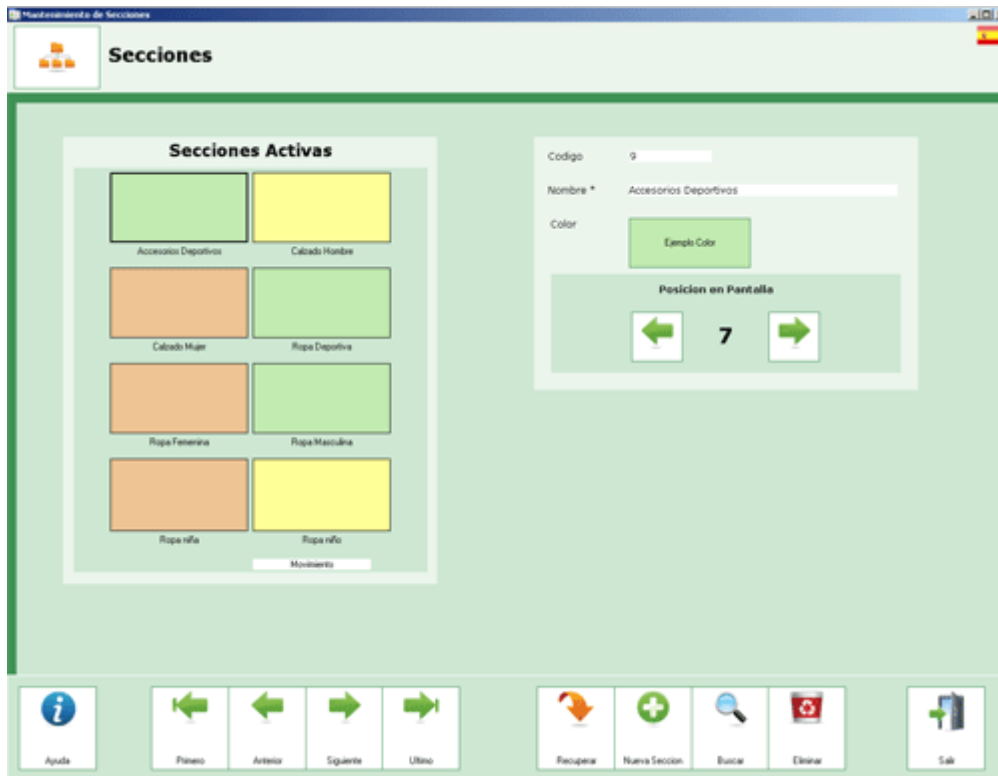 Mantenimiento de Secciones
Secciones
Secciones Activas
Accesorios Deportivos
Calzado Hombre
Calzado Mujer
Ropa Deportiva
Ropa Femenina
Ropa Masculina
Ropa niña
Ropa niño
Movimiento
Codigo 9
Nombre * Accesorios Deportivos
Color
Ejemplo Color
Posicion en Pantalla
7
Ayuda
Primero
Anterior
Siguiente
Ultimo
Recuperar
Nueva Seccion
Buscar
Eliminar
Salir